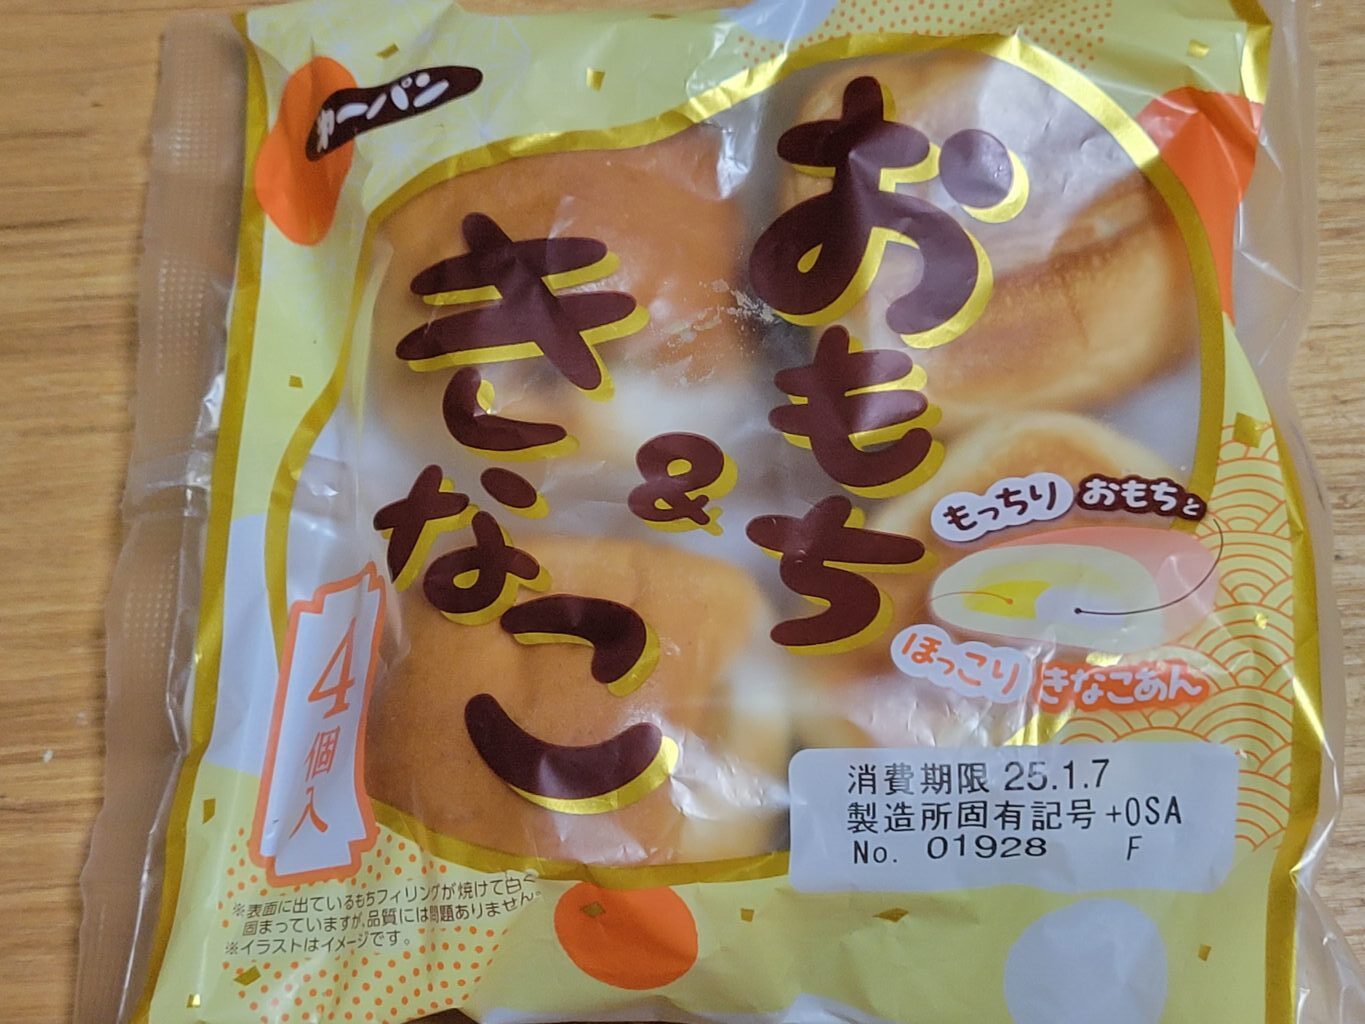 カーパン
おもち
&
きなこ
もっちり おもちと
ほっこり きなこあん
4個入
消費期限 25.1.7
製造所固有記号 +OSA
No. 01928 F
※表面に出ているもちフィリングが焼けて白く
固まっていますが、品質には問題ありません。
※イラストはイメージです。